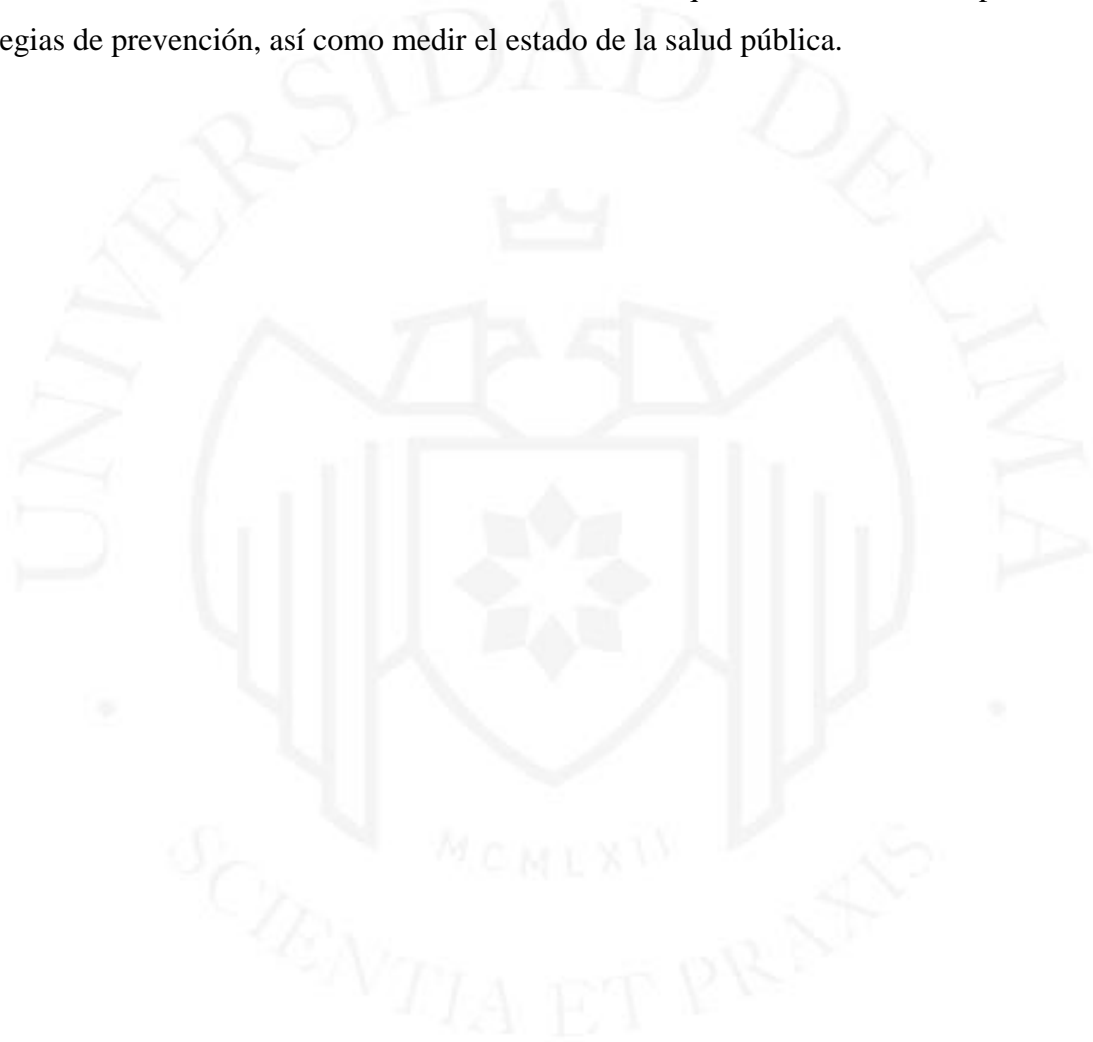 egias de prevención, así como medir el estado de la salud pública.
UNIVERSIDAD DE LIMA
MCMLXII
SCIENTIA ET PRAXIS